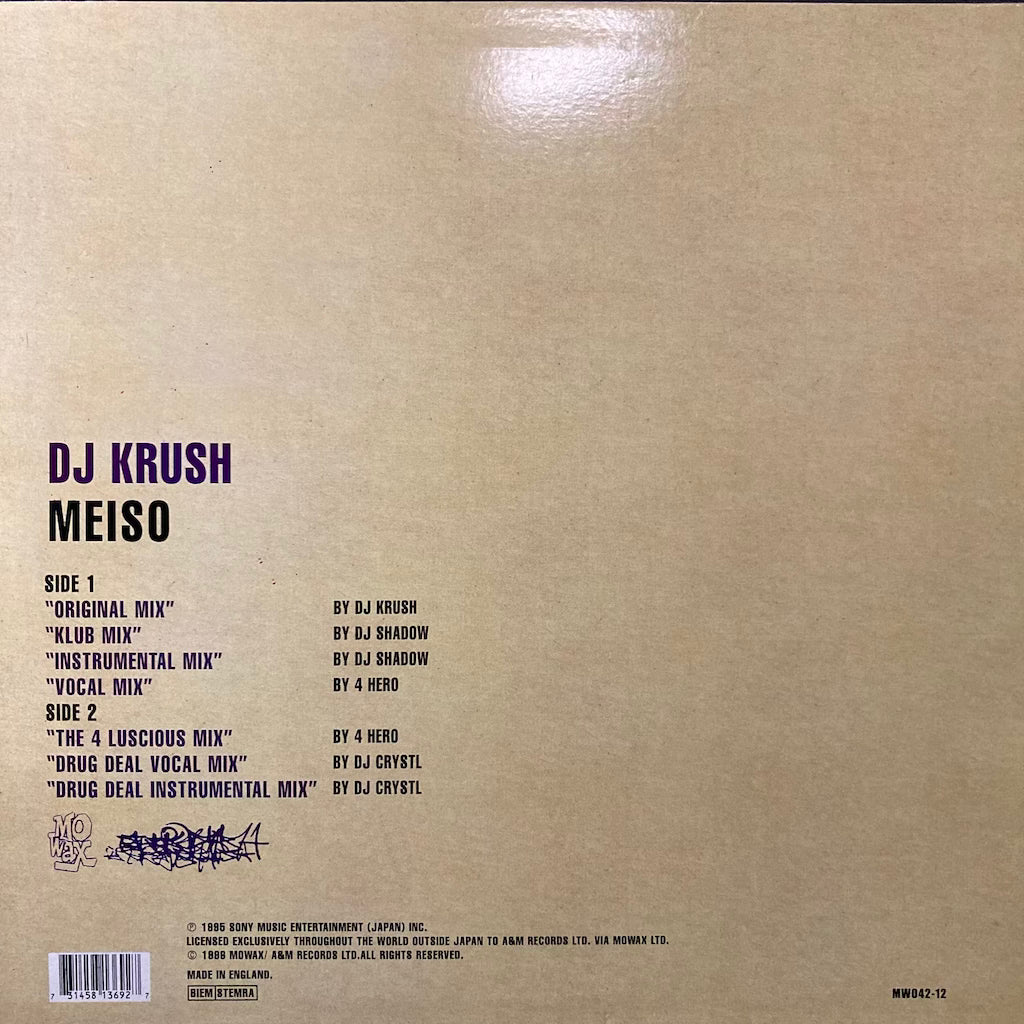 DJ KRUSH
MEISO
SIDE 1
"ORIGINAL MIX" BY DJ KRUSH
"KLUB MIX" BY DJ SHADOW
"INSTRUMENTAL MIX" BY DJ SHADOW
"VOCAL MIX" BY 4 HERO
SIDE 2
"THE 4 LUSCIOUS MIX" BY 4 HERO
"DRUG DEAL VOCAL MIX" BY DJ CRYSTL
"DRUG DEAL INSTRUMENTAL MIX" BY DJ CRYSTL
MO
WAX
℗ 1995 SONY MUSIC ENTERTAINMENT (JAPAN) INC.
LICENSED EXCLUSIVELY THROUGHOUT THE WORLD OUTSIDE JAPAN TO A&M RECORDS LTD. VIA MOWAX LTD.
© 1996 MOWAX/ A&M RECORDS LTD.ALL RIGHTS RESERVED.
MADE IN ENGLAND.
BIEM STEMRA
7 31458 13692 7
MW042-12